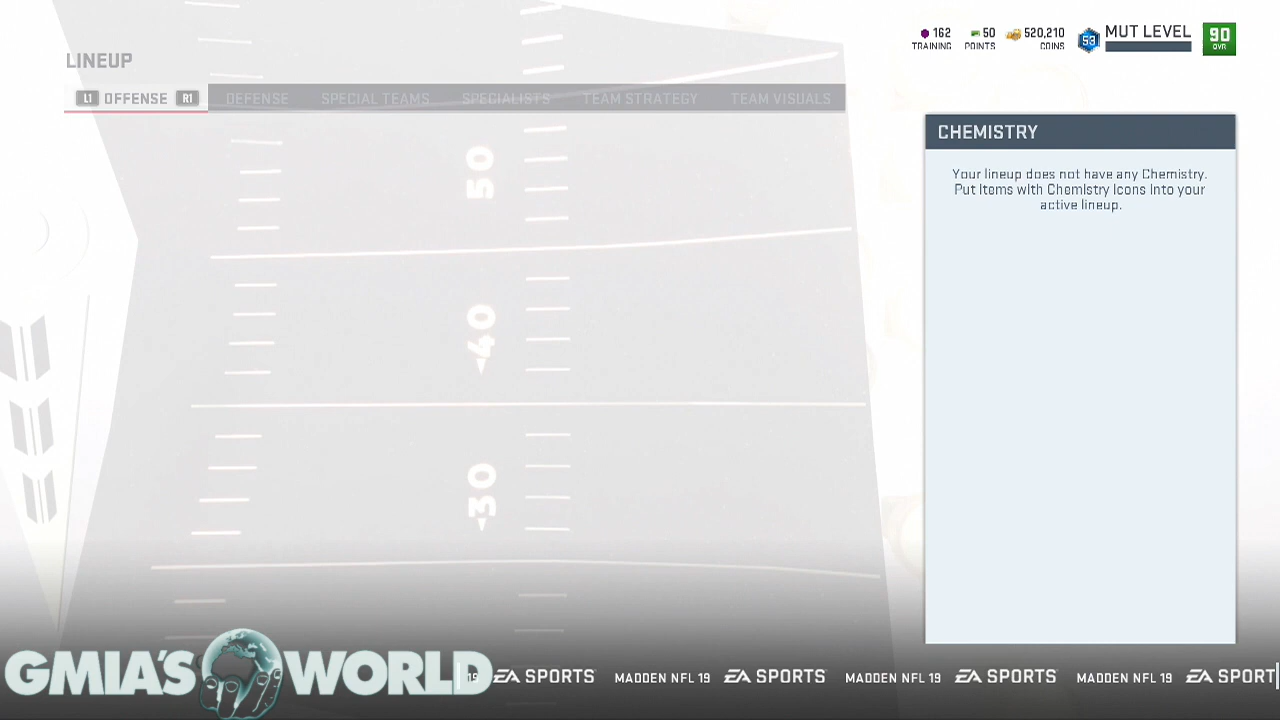 LINEUP
162 TRAINING
50 POINTS
520,210 COINS
53
MUT LEVEL
90 OVR
L1 OFFENSE R1 DEFENSE SPECIAL TEAMS SPECIALISTS TEAM STRATEGY TEAM VISUALS
CHEMISTRY
Your lineup does not have any Chemistry.
Put items with Chemistry icons into your
active lineup.
50
40
30
GMIA'S WORLD
19 EA SPORTS MADDEN NFL 19 EA SPORTS MADDEN NFL 19 EA SPORTS MADDEN NFL 19 EA SPORT